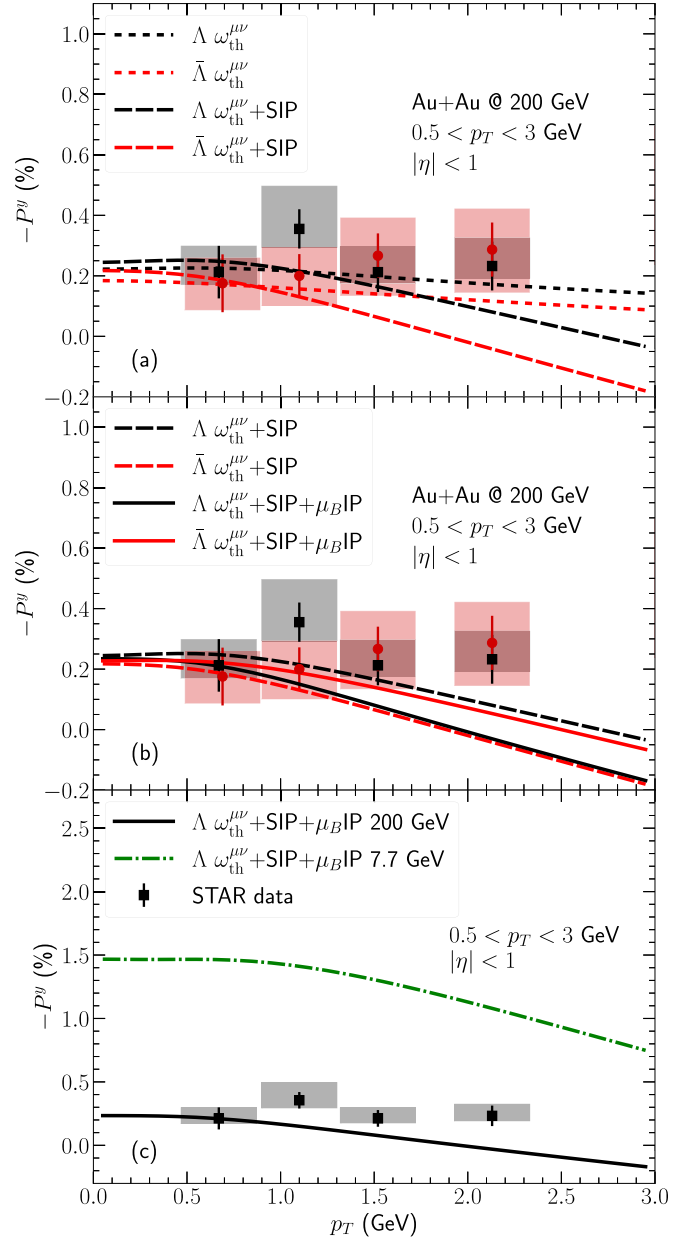 1.0
0.8
0.6
0.4
0.2
0.0
−0.2
−P^y (%)
Λ ω_th^{μν}
Λ̄ ω_th^{μν}
Λ ω_th^{μν}+SIP
Λ̄ ω_th^{μν}+SIP
Au+Au @ 200 GeV
0.5 < p_T < 3 GeV
|η| < 1
(a)
1.0
0.8
0.6
0.4
0.2
0.0
−0.2
−P^y (%)
Λ ω_th^{μν}+SIP
Λ̄ ω_th^{μν}+SIP
Λ ω_th^{μν}+SIP+μ_BIP
Λ̄ ω_th^{μν}+SIP+μ_BIP
Au+Au @ 200 GeV
0.5 < p_T < 3 GeV
|η| < 1
(b)
2.5
2.0
1.5
1.0
0.5
0.0
−P^y (%)
Λ ω_th^{μν}+SIP+μ_BIP 200 GeV
Λ ω_th^{μν}+SIP+μ_BIP 7.7 GeV
STAR data
0.5 < p_T < 3 GeV
|η| < 1
(c)
0.0 0.5 1.0 1.5 2.0 2.5 3.0
p_T (GeV)